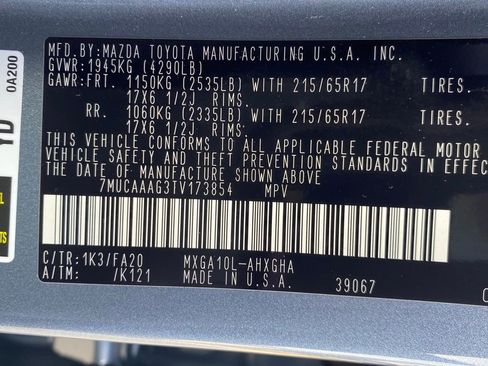 MFD.BY:MAZDA TOYOTA MANUFACTURING U.S.A. INC.
GVWR:1945KG (4290LB)
GAWR:FRT. 1150KG (2535LB) WITH 215/65R17 TIRES.
17X6 1/2J RIMS.
RR. 1060KG (2335LB) WITH 215/65R17 TIRES.
17X6 1/2J RIMS.
THIS VEHICLE CONFORMS TO ALL APPLICABLE FEDERAL MOTOR
VEHICLE SAFETY AND THEFT PREVENTION STANDARDS IN EFFEC
THE DATE OF MANUFACTURE SHOWN ABOVE
7MUCAAAG3TV173854 MPV
C/TR:1K3/FA20 MXGA10L-AHXGHA
A/TM: /K121 MADE IN U.S.A. 39067
0A200
YD